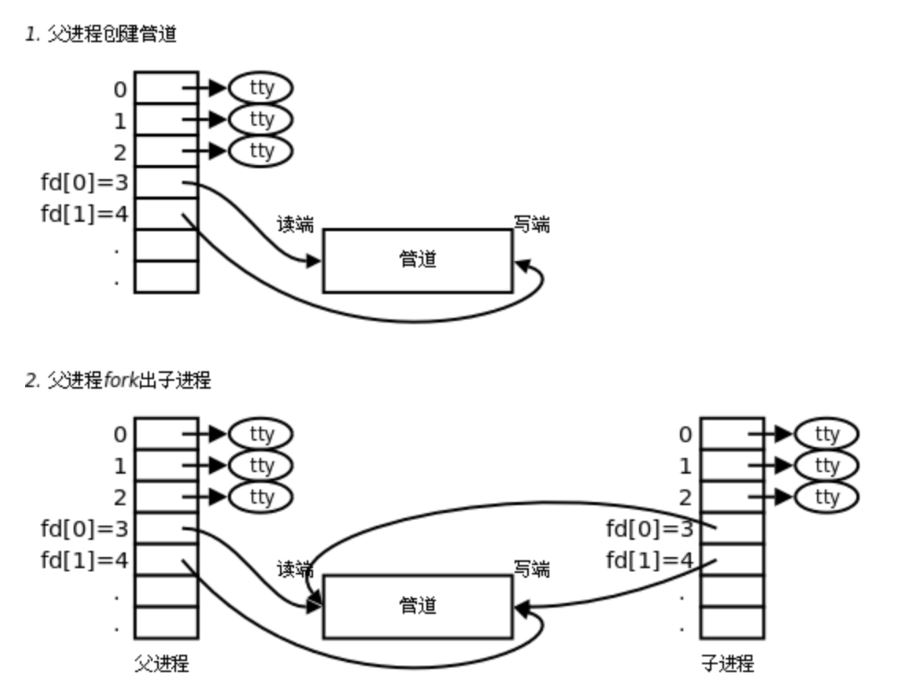 1. 父进程创建管道
0 tty
1 tty
2 tty
fd[0]=3
fd[1]=4
读端 写端
.
管道
.
2. 父进程fork出子进程
0 tty 0 tty
1 tty 1 tty
2 tty 2 tty
fd[0]=3 fd[0]=3
fd[1]=4 fd[1]=4
读端 写端
. .
管道
. .
父进程 子进程